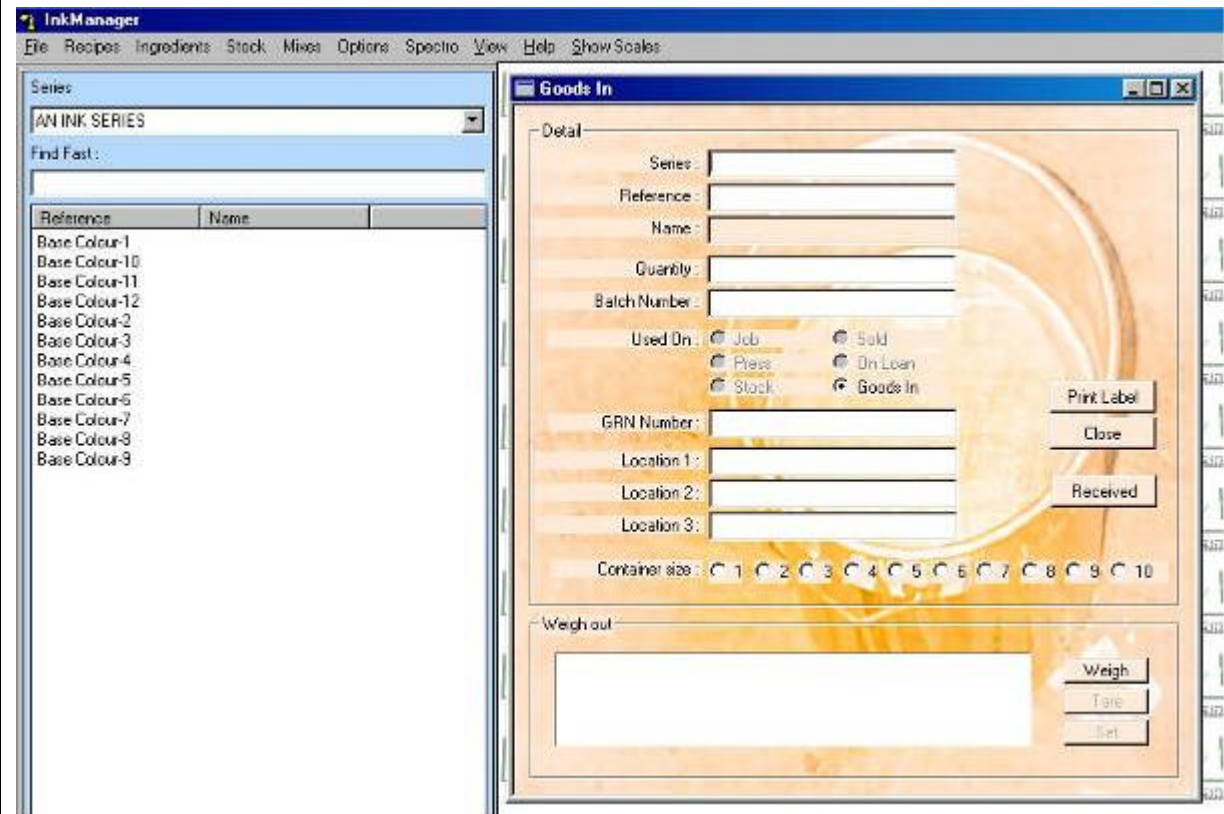 InkManager
File Recipes Ingredients Stock Mixes Options Spectro View Help Show Scales
Series
AN INK SERIES
Find Fast :
Reference Name
Base Colour-1
Base Colour-10
Base Colour-11
Base Colour-12
Base Colour-2
Base Colour-3
Base Colour-4
Base Colour-5
Base Colour-6
Base Colour-7
Base Colour-8
Base Colour-9
Goods In
Detail
Series :
Reference :
Name :
Quantity :
Batch Number :
Used On : Job Sold
Press On Loan
Stock Goods In
GRN Number :
Location 1 :
Location 2 :
Location 3 :
Container size : 1 2 3 4 5 6 7 8 9 10
Print Label
Close
Received
Weigh out
Weigh
Tare
Set